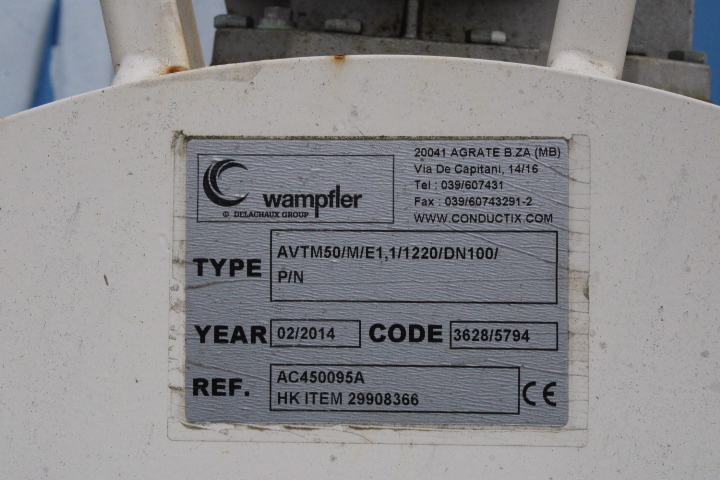 wampfler
© DELACHAUX GROUP
20041 AGRATE B.ZA (MB)
Via De Capitani, 14/16
Tel : 039/607431
Fax : 039/60743291-2
WWW.CONDUCTIX.COM
TYPE
AVTM50/M/E1,1/1220/DN100/
P/N
YEAR 02/2014 CODE 3628/5794
REF.
AC450095A
HK ITEM 29908366
CE